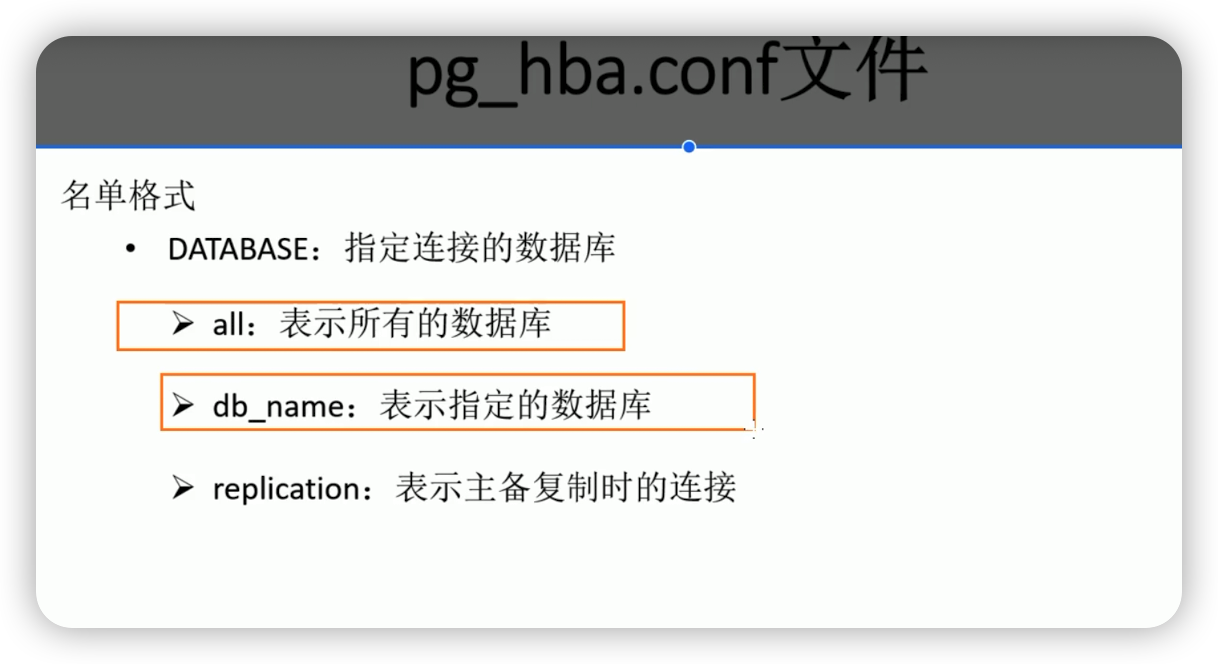 pg_hba.conf文件
名单格式
• DATABASE：指定连接的数据库
➢ all：表示所有的数据库
➢ db_name：表示指定的数据库
➢ replication：表示主备复制时的连接